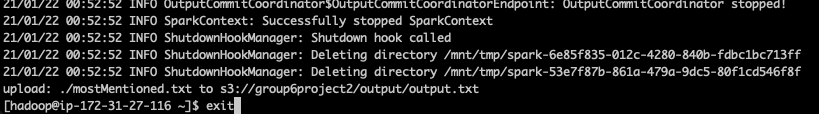 21/01/22 00:52:52 INFO OutputCommitCoordinator$OutputCommitCoordinatorEndpoint: OutputCommitCoordinator stopped!
21/01/22 00:52:52 INFO SparkContext: Successfully stopped SparkContext
21/01/22 00:52:52 INFO ShutdownHookManager: Shutdown hook called
21/01/22 00:52:52 INFO ShutdownHookManager: Deleting directory /mnt/tmp/spark-6e85f835-012c-4280-840b-fdbc1bc713ff
21/01/22 00:52:52 INFO ShutdownHookManager: Deleting directory /mnt/tmp/spark-53e7f87b-861a-479a-9dc5-80f1cd546f8f
upload: ./mostMentioned.txt to s3://group6project2/output/output.txt
[hadoop@ip-172-31-27-116 ~]$ exit